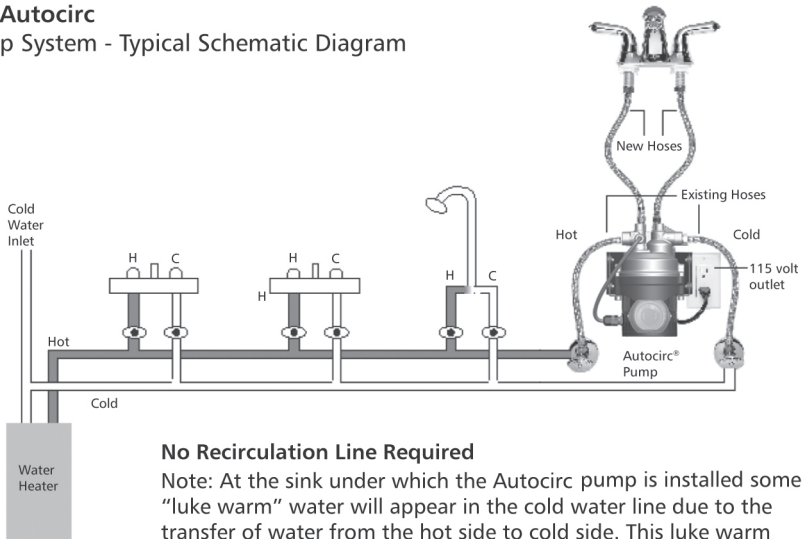 Autocirc
p System - Typical Schematic Diagram
New Hoses
Existing Hoses
Hot
Cold
115 volt
outlet
Autocirc® 
Pump
Cold
Water
Inlet
H C
H C
H
H C
Hot
Cold
Water
Heater
No Recirculation Line Required
Note: At the sink under which the Autocirc pump is installed some
“luke warm” water will appear in the cold water line due to the
transfer of water from the hot side to cold side. This luke warm